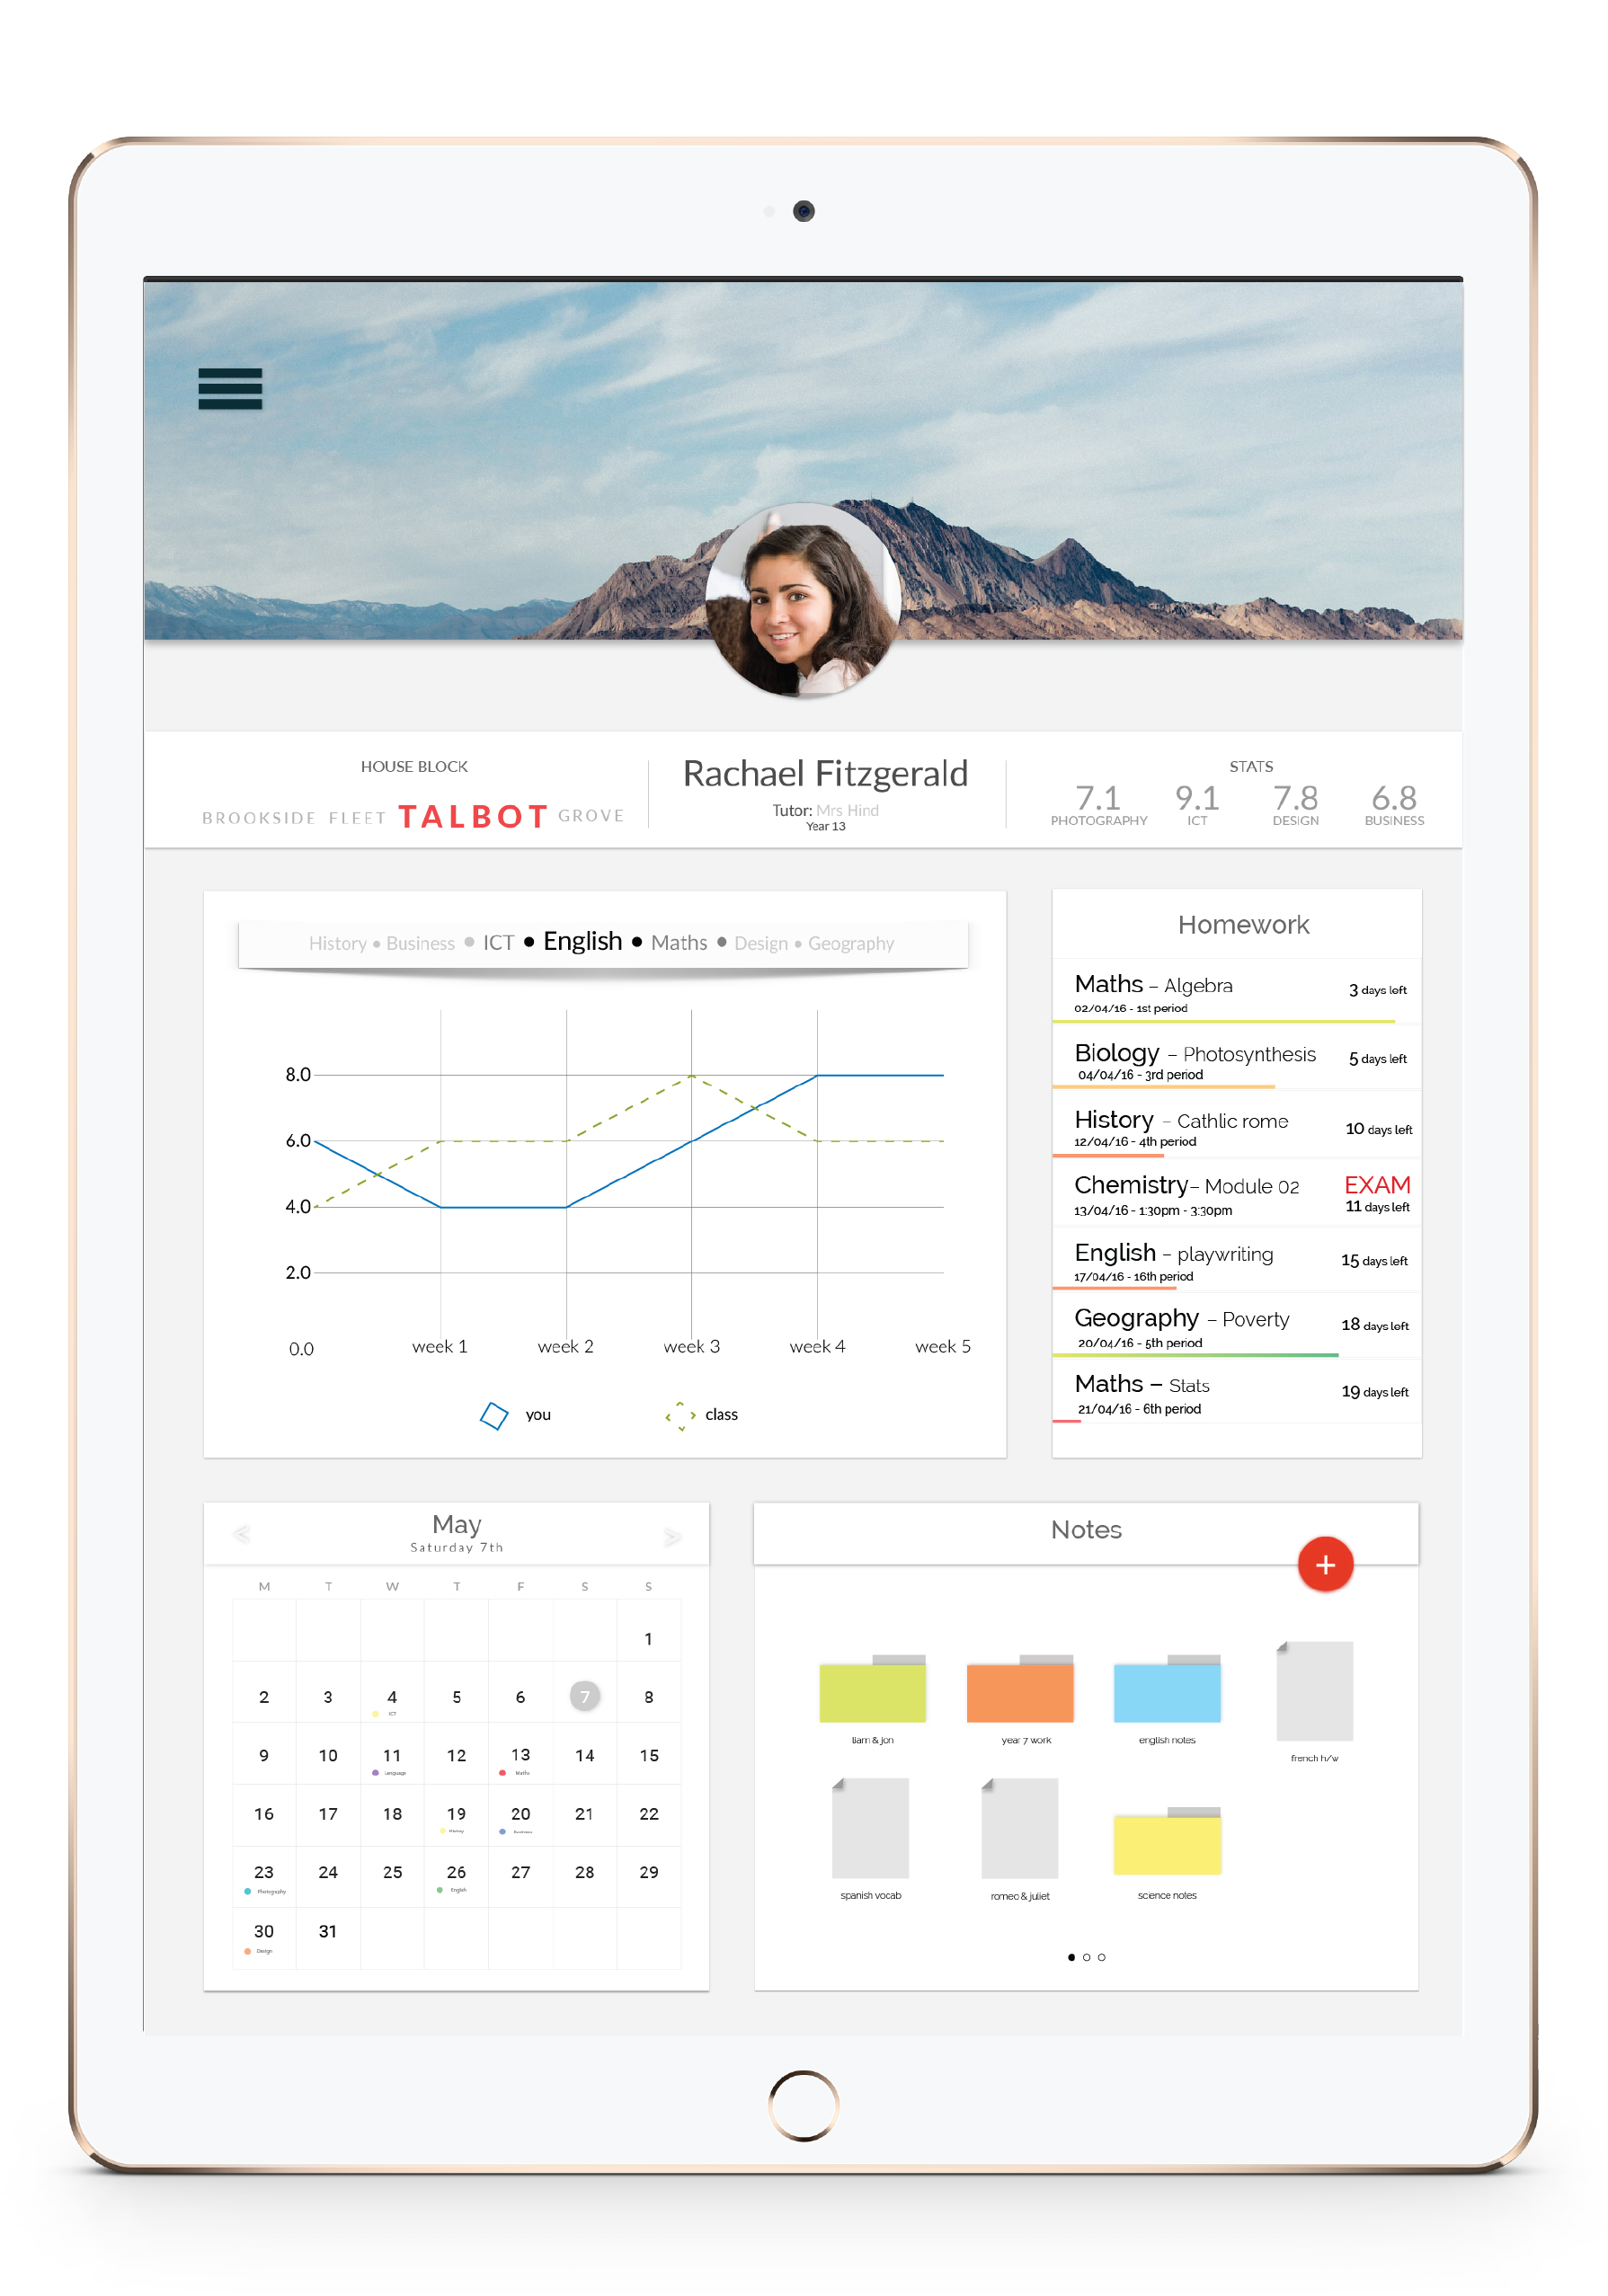 HOUSE BLOCK
BROOKSIDE FLEET TALBOT GROVE
Rachael Fitzgerald
Tutor: Mrs Hind
Year 13
STATS
7.1 9.1 7.8 6.8
PHOTOGRAPHY ICT DESIGN BUSINESS
History • Business • ICT • English • Maths • Design • Geography
8.0
6.0
4.0
2.0
0.0 week 1 week 2 week 3 week 4 week 5
you class
Homework
Maths – Algebra 3 days left
02/04/16 - 1st period
Biology – Photosynthesis 5 days left
04/04/16 - 3rd period
History – Cathlic rome 10 days left
12/04/16 - 4th period
Chemistry– Module 02 EXAM
13/04/16 - 1:30pm - 3:30pm 11 days left
English – playwriting 15 days left
17/04/16 - 16th period
Geography – Poverty 18 days left
20/04/16 - 5th period
Maths – Stats 19 days left
21/04/16 - 6th period
< May >
Saturday 7th
M T W T F S S
1
2 3 4 5 6 7 8
ICT
9 10 11 12 13 14 15
Language Maths
16 17 18 19 20 21 22
History Business
23 24 25 26 27 28 29
Photography English
30 31
Design
Notes
+
liam & jon year 7 work english notes french h/w
spanish vocab romeo & juliet science notes